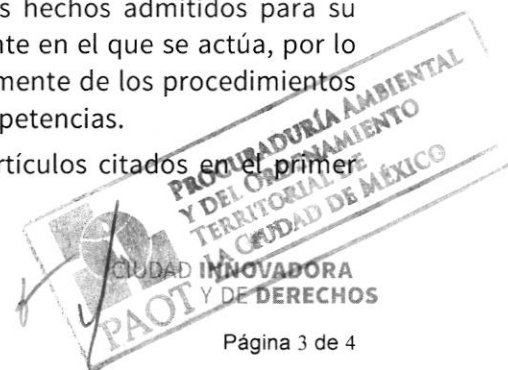 s hechos admitidos para su
nte en el que se actúa, por lo
mente de los procedimientos
petencias.
rtículos citados en el primer
PROCURADURÍA AMBIENTAL
Y DEL ORDENAMIENTO
TERRITORIAL DE
LA CIUDAD DE MÉXICO
PAOT
CIUDAD INNOVADORA
Y DE DERECHOS
Página 3 de 4